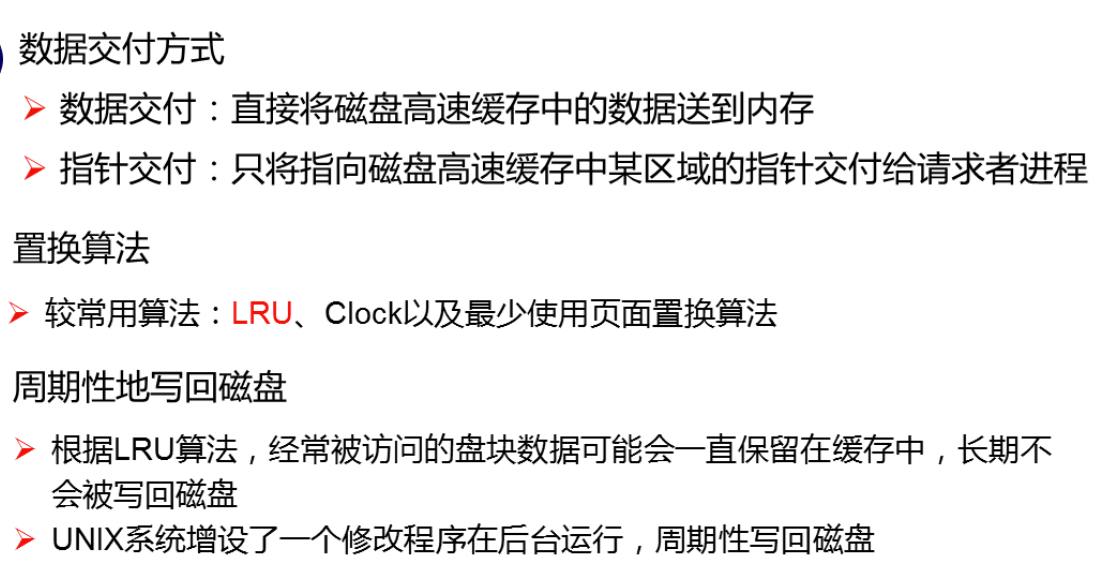 数据交付方式
数据交付：直接将磁盘高速缓存中的数据送到内存
指针交付：只将指向磁盘高速缓存中某区域的指针交付给请求者进程
置换算法
较常用算法：LRU、Clock以及最少使用页面置换算法
周期性地写回磁盘
根据LRU算法，经常被访问的盘块数据可能会一直保留在缓存中，长期不
会被写回磁盘
UNIX系统增设了一个修改程序在后台运行，周期性写回磁盘